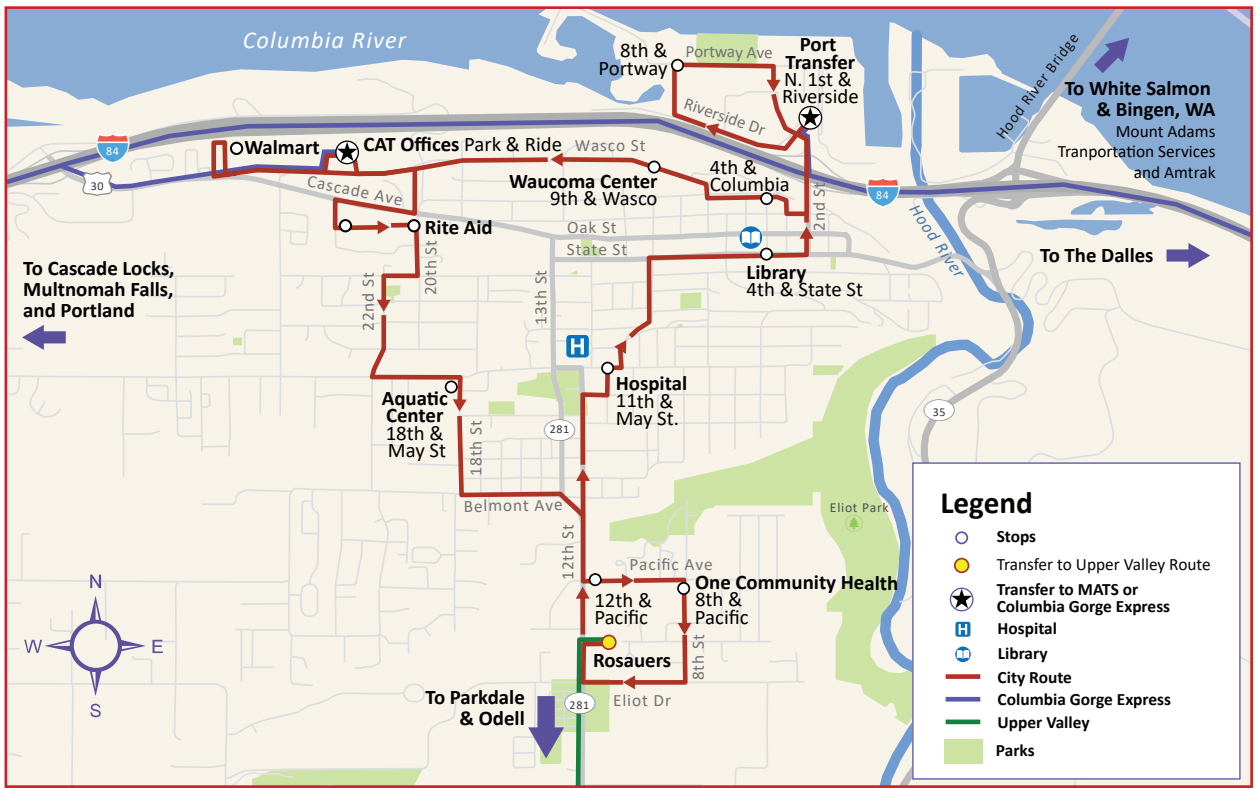 Columbia River
8th &
Portway
Portway Ave
Port
Transfer
N. 1st &
Riverside
Riverside Dr
Hood River Bridge
To White Salmon
& Bingen, WA
Mount Adams
Tranportation Services
and Amtrak
84
30
Walmart
CAT Offices Park & Ride
Wasco St
Waucoma Center
9th & Wasco
4th &
Columbia
84
Cascade Ave
Rite Aid
Oak St
State St
2nd St
Hood River
Library
4th & State St
To The Dalles
To Cascade Locks,
Multnomah Falls,
and Portland
22nd St
20th St
13th St
H
Hospital
11th &
May St.
Aquatic
Center
18th &
May St
281
35
18th St
Belmont Ave
12th St
Eliot Park
Pacific Ave
12th &
Pacific
One Community Health
8th &
Pacific
Rosauers
8th St
Eliot Dr
281
To Parkdale
& Odell
N
W
E
S
Legend
Stops
Transfer to Upper Valley Route
Transfer to MATS or
Columbia Gorge Express
H
Hospital
Library
City Route
Columbia Gorge Express
Upper Valley
Parks